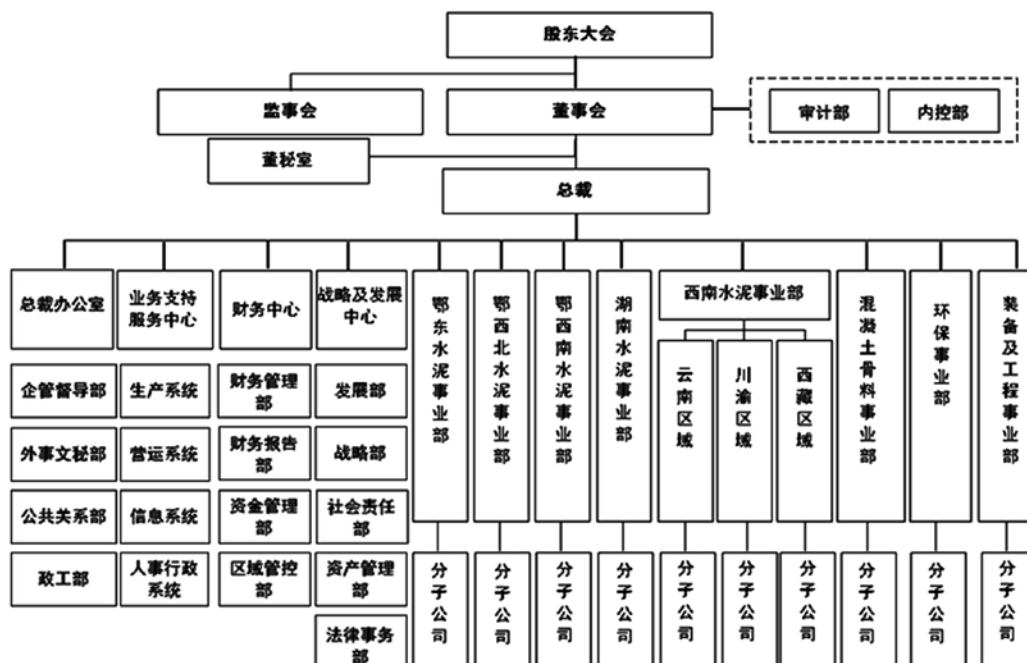 股东大会
监事会
董事会
审计部
内控部
董秘室
总裁
总裁办公室
业务支持
服务中心
财务中心
战略及发展
中心
鄂东水泥事业部
鄂西北水泥事业部
鄂西南水泥事业部
湖南水泥事业部
西南水泥事业部
云南区域
川渝区域
西藏区域
混凝土骨料事业部
环保事业部
装备及工程事业部
企管督导部
生产系统
财务管理
部
发展部
外事文秘部
营运系统
财务报告
部
战略部
公共关系部
信息系统
资金管理
部
社会责任
部
政工部
人事行政
系统
区域管控
部
资产管理
部
法律事务
部
分子公司
分子公司
分子公司
分子公司
分子公司
分子公司
分子公司
分子公司
分子公司
分子公司